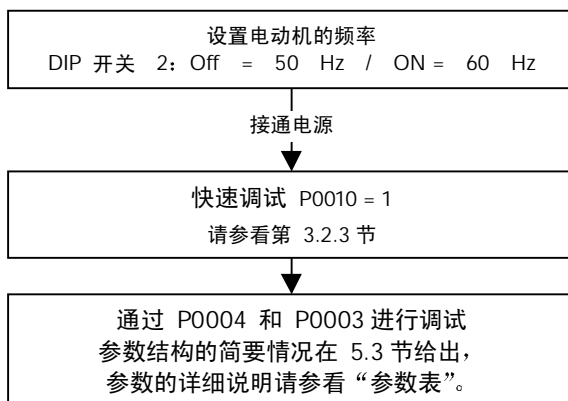 设置电动机的频率
DIP 开关 2: Off = 50 Hz / ON = 60 Hz
接通电源
快速调试 P0010 = 1
请参看第 3.2.3 节
通过 P0004 和 P0003 进行调试
参数结构的简要情况在 5.3 节给出，
参数的详细说明请参看“参数表”。